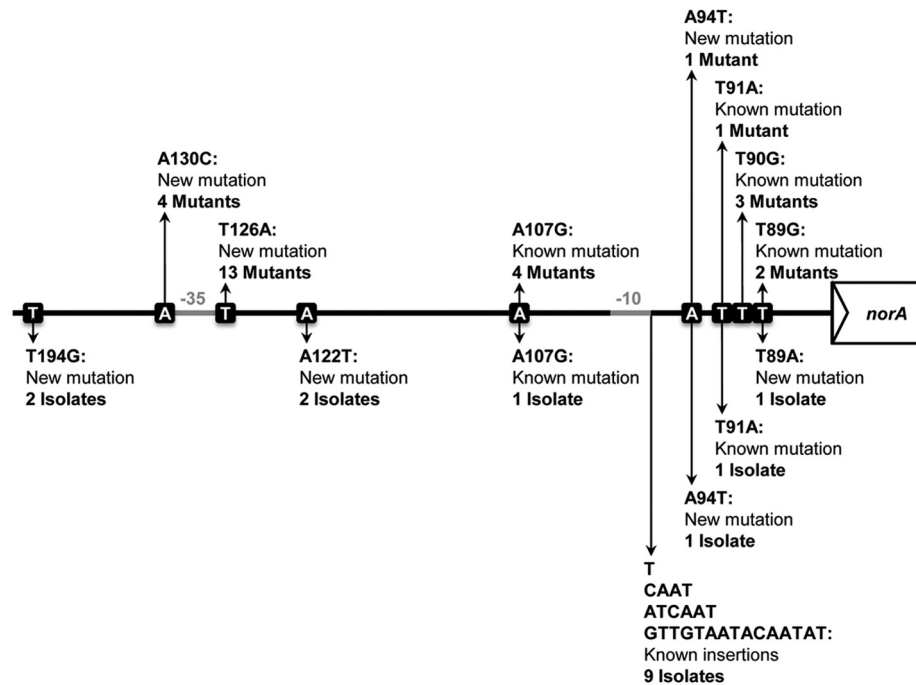 A94T:
New mutation
1 Mutant
T91A:
Known mutation
1 Mutant
A130C:
New mutation
4 Mutants
T90G:
Known mutation
3 Mutants
T126A:
New mutation
13 Mutants
A107G:
Known mutation
4 Mutants
T89G:
Known mutation
2 Mutants
-35
-10
T
A
T
A
A
A
T
T
T
norA
T194G:
New mutation
2 Isolates
A122T:
New mutation
2 Isolates
A107G:
Known mutation
1 Isolate
T89A:
New mutation
1 Isolate
T91A:
Known mutation
1 Isolate
A94T:
New mutation
1 Isolate
T
CAAT
ATCAAT
GTTGTAATACAATAT:
Known insertions
9 Isolates